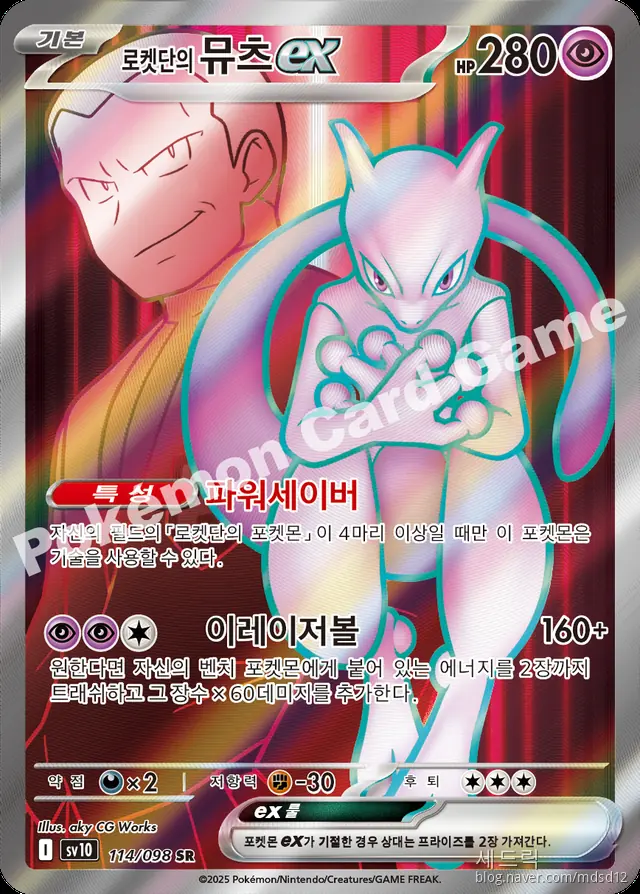 기본 로켓단의 뮤츠 ex HP 280
Pokémon Card Game
특성 파워세이버
자신의 필드의 「로켓단의 포켓몬」이 4마리 이상일 때만 이 포켓몬은
기술을 사용할 수 있다.
이레이저볼 160+
원한다면 자신의 벤치 포켓몬에게 붙어 있는 에너지를 2장까지
트래쉬하고 그 장수 × 60데미지를 추가한다.
약점 ×2 저항력 -30 후퇴
ex 룰
포켓몬 ex가 기절한 경우 상대는 프라이즈를 2장 가져간다.
Illus. aky CG Works
I sv10 114/098 SR
세드릭
blog.naver.com/mdsd12
©2025 Pokémon/Nintendo/Creatures/GAME FREAK.